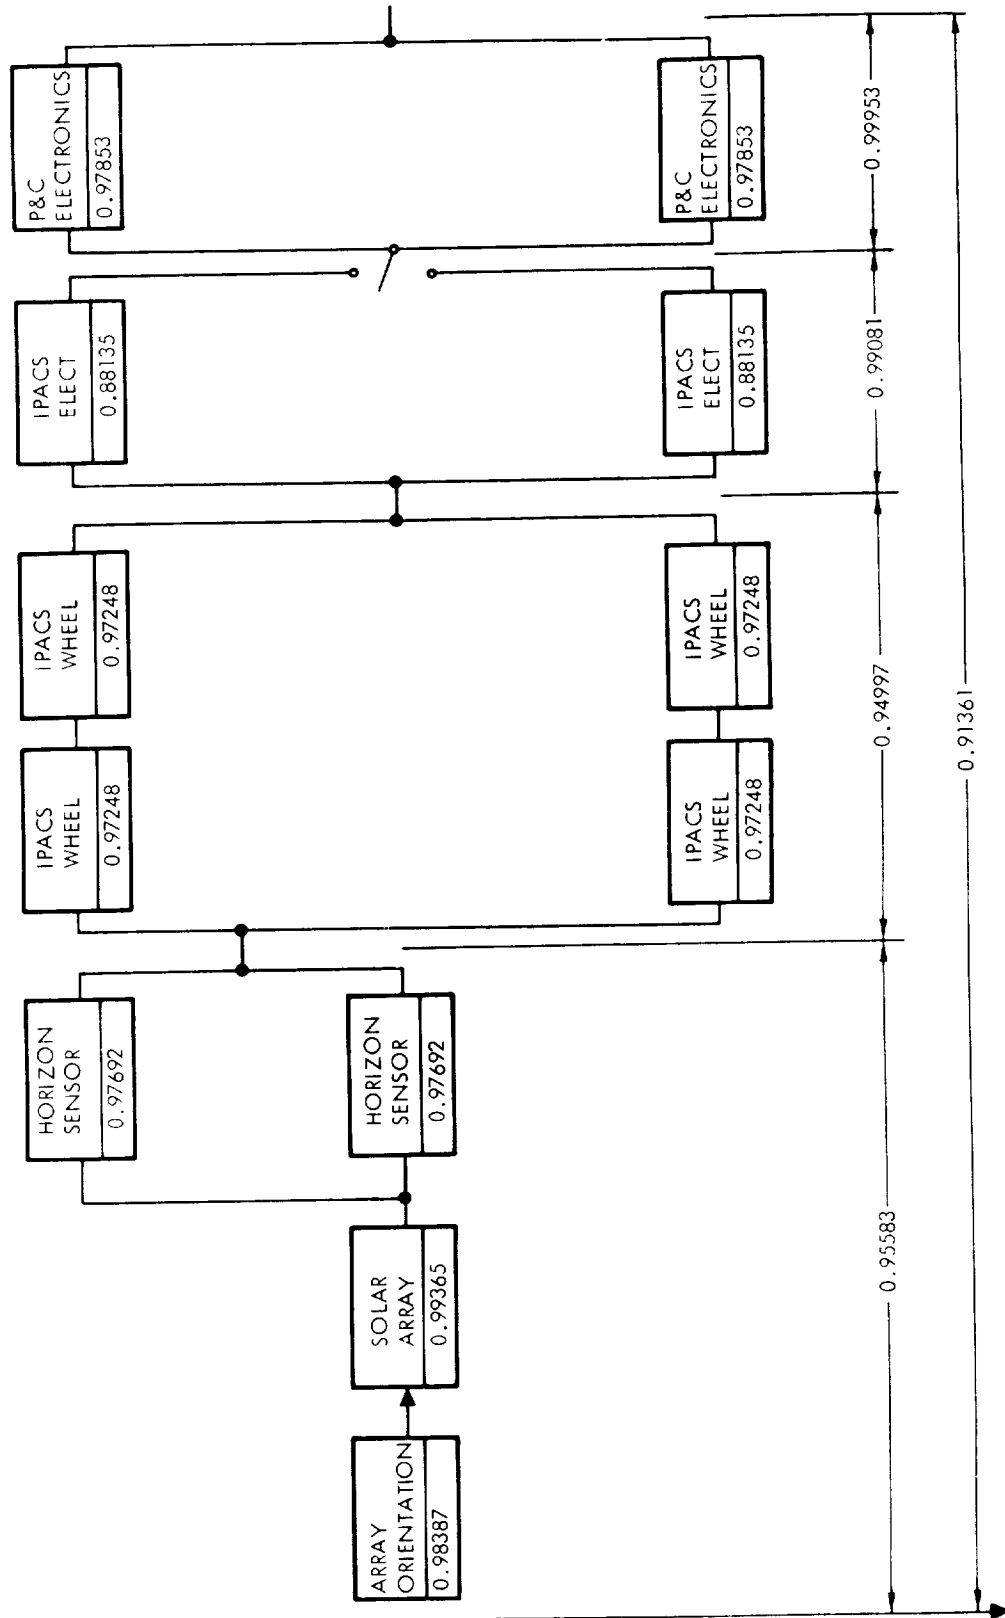 P&C
ELECTRONICS
0.97853
P&C
ELECTRONICS
0.97853
0.99953
IPACS
ELECT
0.88135
IPACS
ELECT
0.88135
0.99081
IPACS
WHEEL
0.97248
IPACS
WHEEL
0.97248
IPACS
WHEEL
0.97248
IPACS
WHEEL
0.97248
0.94997
0.91361
HORIZON
SENSOR
0.97692
HORIZON
SENSOR
0.97692
SOLAR
ARRAY
0.99365
0.95583
ARRAY
ORIENTATION
0.98387